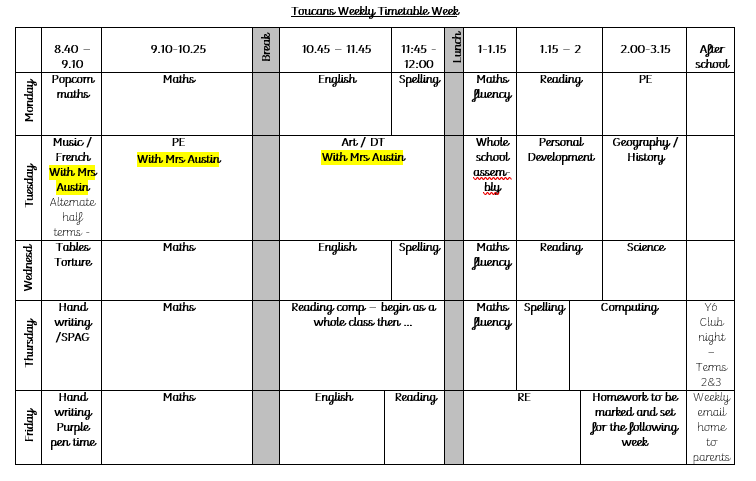 Toucans Weekly Timetable Week
8.40 – 9.10-10.25 Break 10.45 – 11.45 11:45 - Lunch 1-1.15 1.15 – 2 2.00-3.15 After
9.10 12:00 school
Monday Popcorn Maths English Spelling Maths Reading PE
maths fluency
Tuesday Music / PE Art / DT Whole Personal Geography /
French With Mrs Austin With Mrs Austin school Development History
With Mrs assem-
Austin bly
Alternate
half
terms -
Wednesd Tables Maths English Spelling Maths Reading Science
Torture fluency
Thursday Hand Maths Reading comp – begin as a Maths Spelling Computing Y6
writing whole class then ... fluency Club
/SPAG night
–
Terms
2&3
Friday Hand Maths English Reading RE Homework to be Weekly
writing marked and set email
Purple for the following home
pen time week to
parents